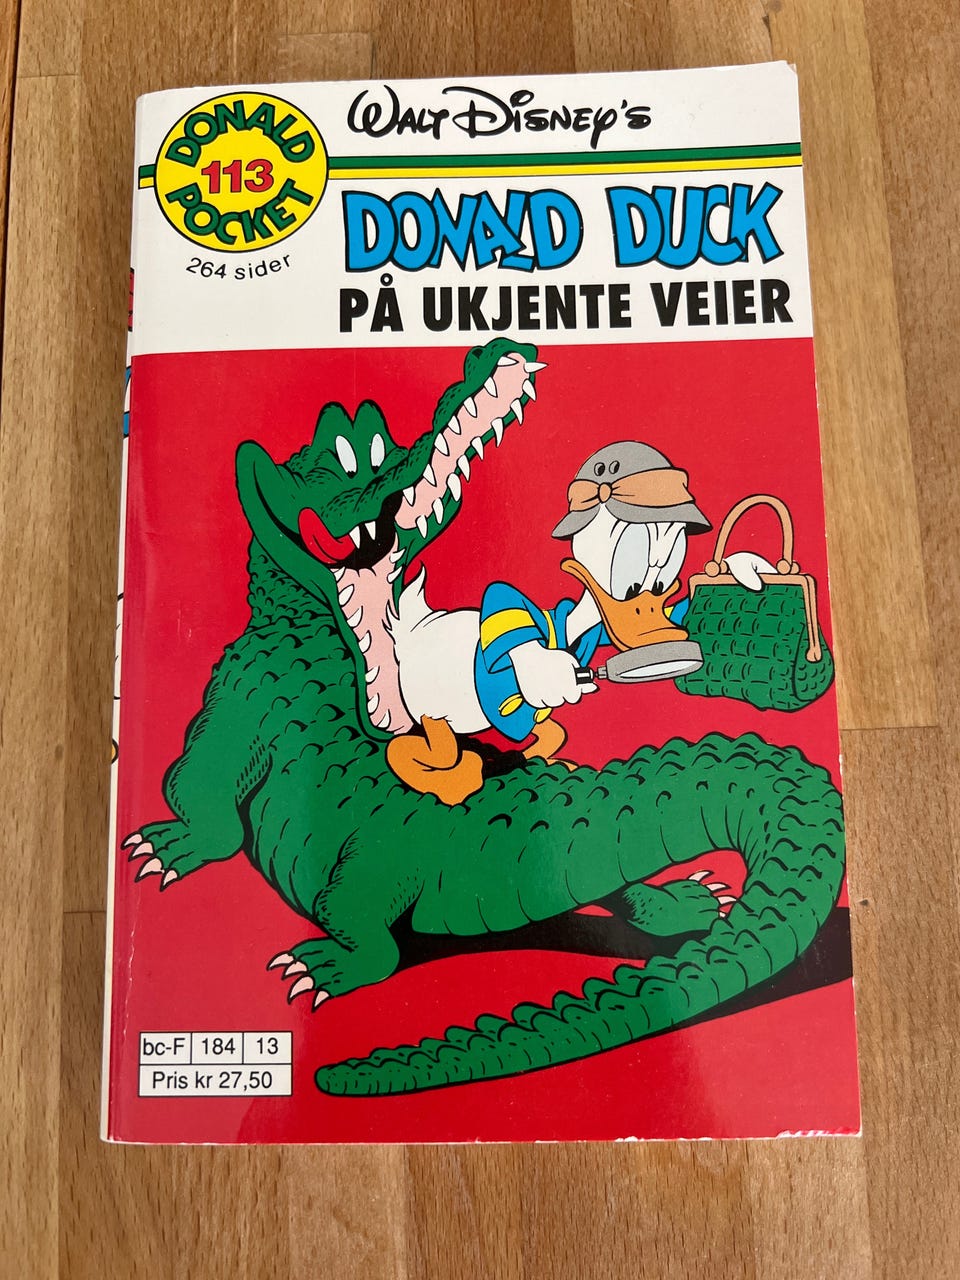 DONALD
113
POCKET
264 sider
WALT DISNEY'S
DONALD DUCK
PÅ UKJENTE VEIER
bc-F 184 13
Pris kr 27,50